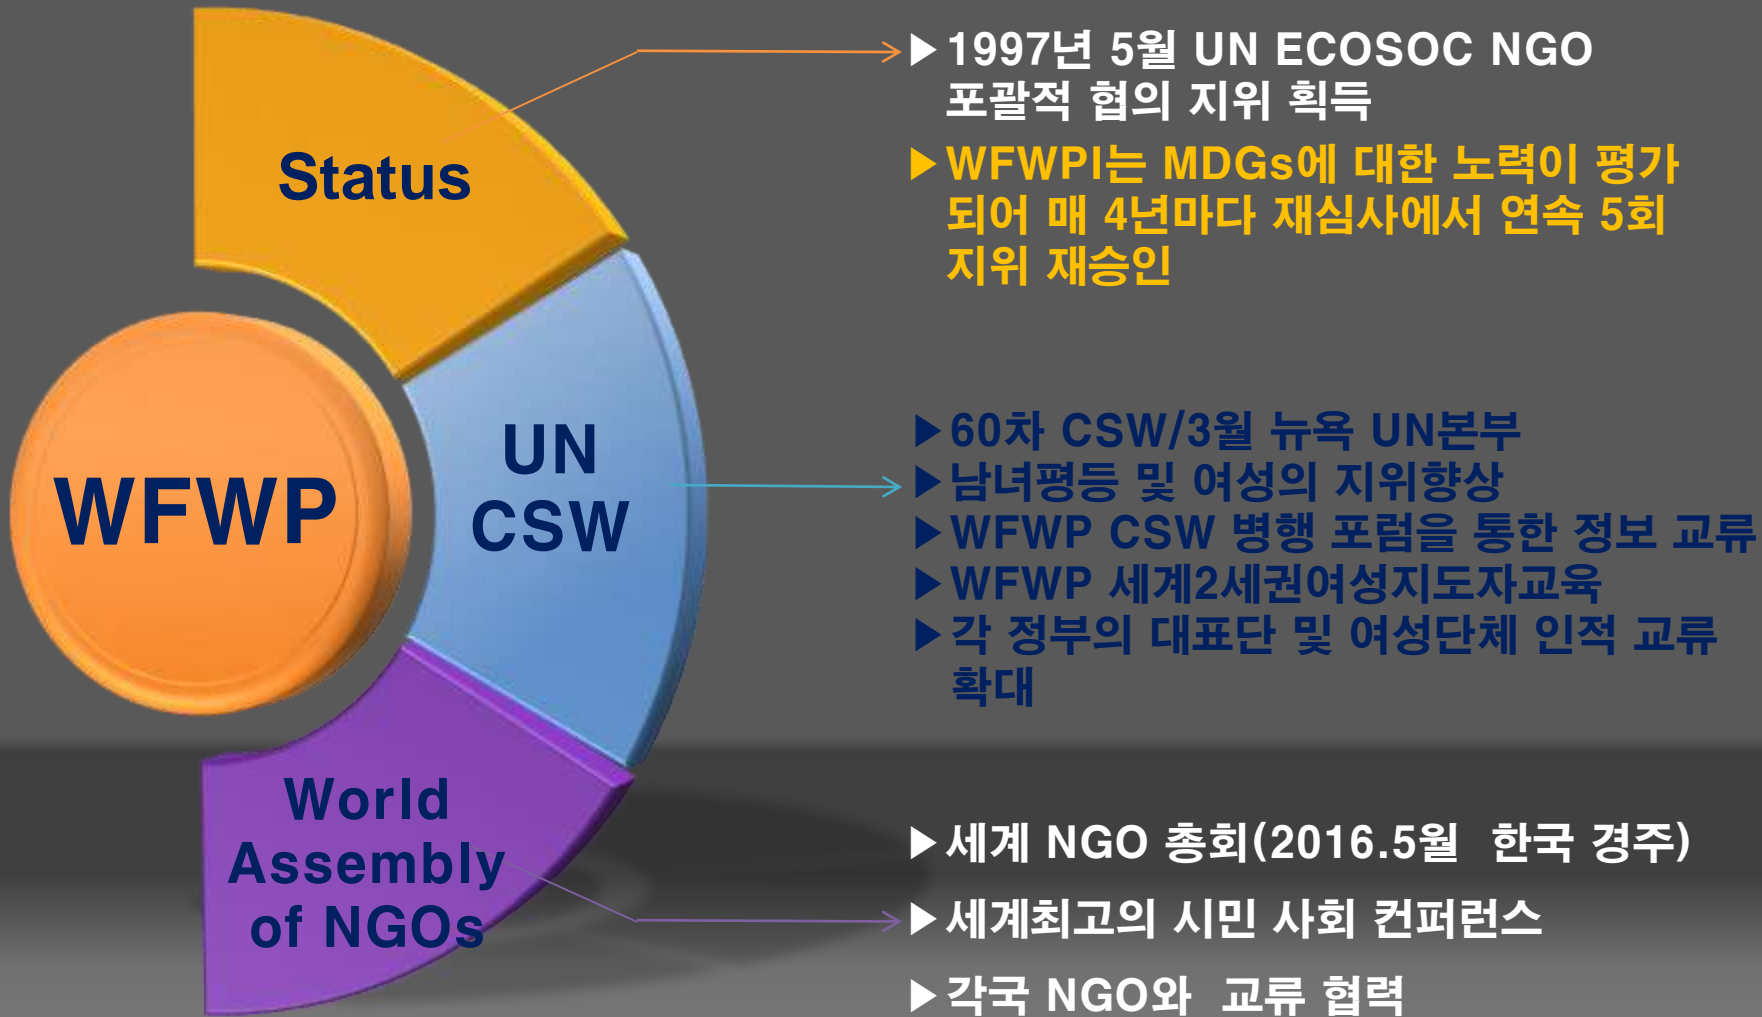 WFWP
Status
▶1997년 5월 UN ECOSOC NGO
포괄적 협의 지위 획득
▶WFWPI는 MDGs에 대한 노력이 평가
되어 매 4년마다 재심사에서 연속 5회
지위 재승인
UN
CSW
▶60차 CSW/3월 뉴욕 UN본부
▶남녀평등 및 여성의 지위향상
▶WFWP CSW 병행 포럼을 통한 정보 교류
▶WFWP 세계2세권여성지도자교육
▶각 정부의 대표단 및 여성단체 인적 교류
확대
World
Assembly
of NGOs
▶세계 NGO 총회(2016.5월 한국 경주)
▶세계최고의 시민 사회 컨퍼런스
▶각국 NGO와 교류 협력